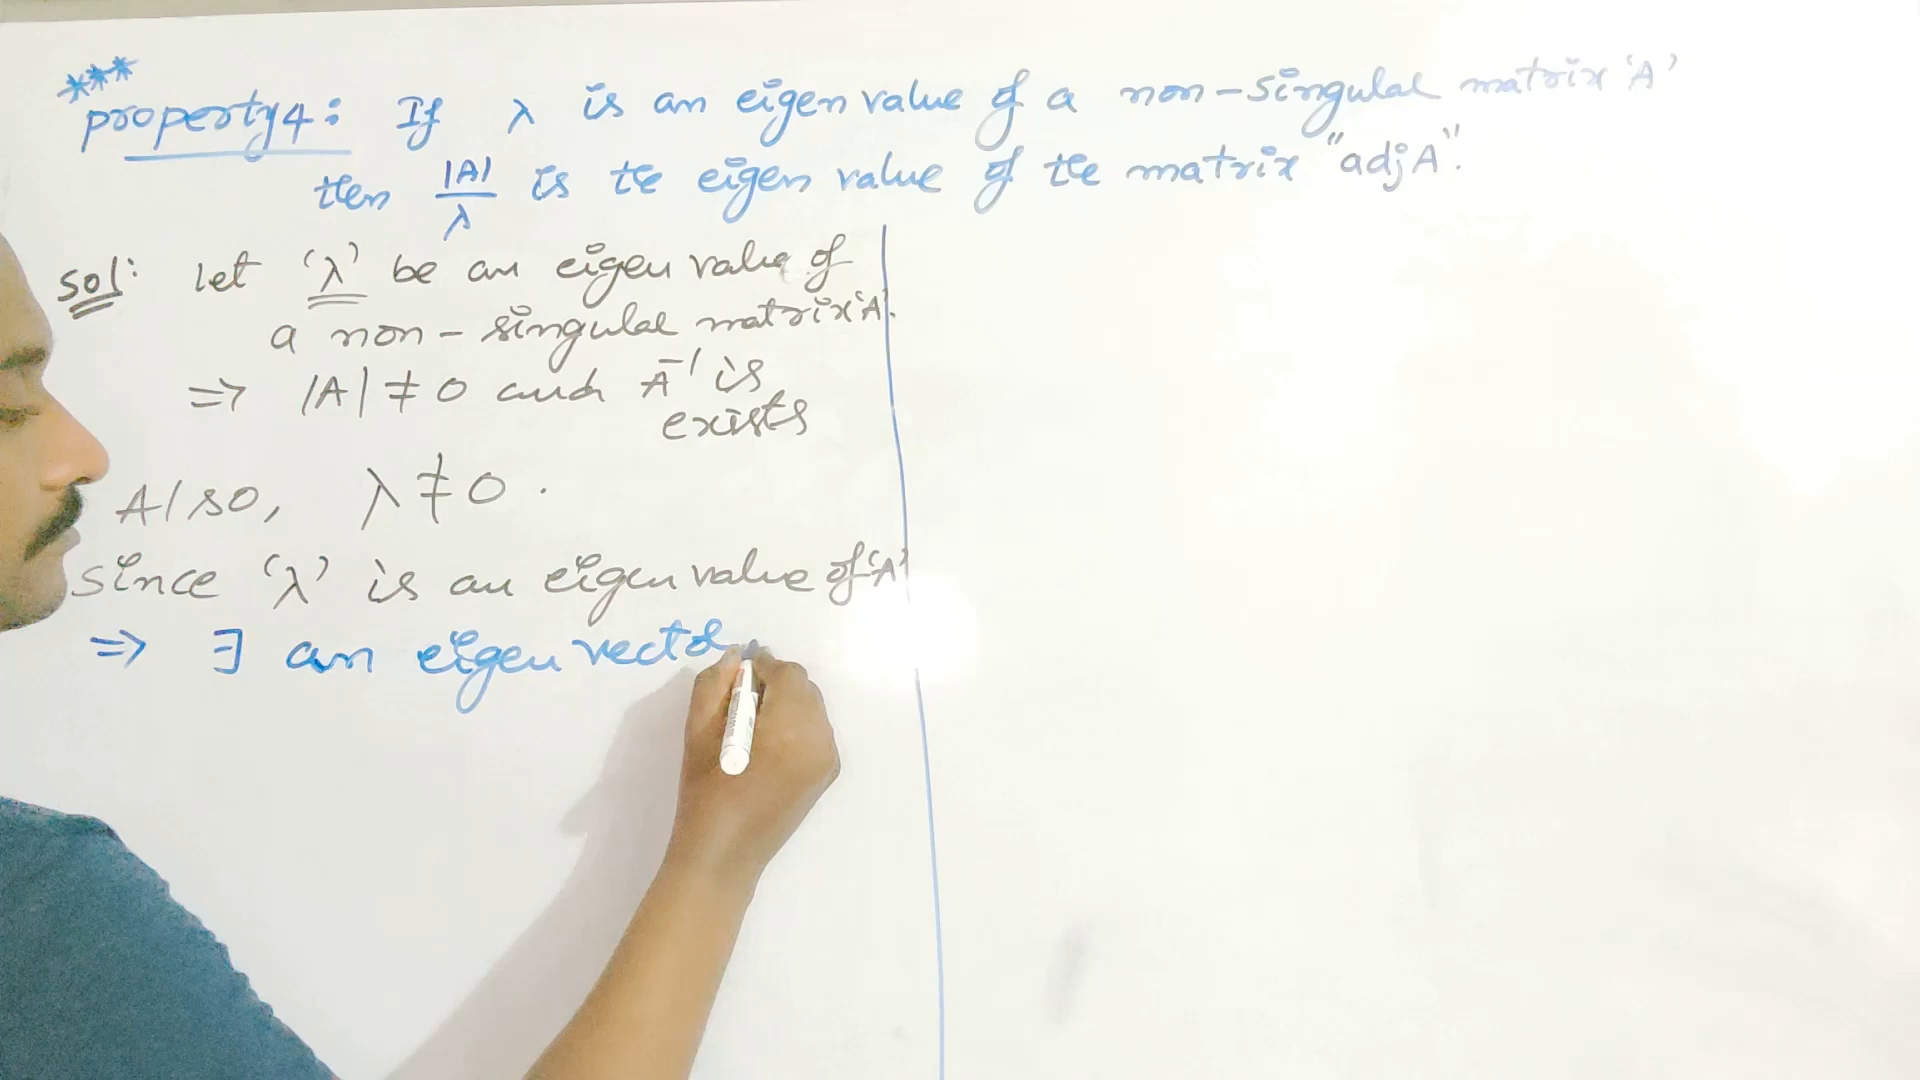 ***
property4: If λ is an eigen value of a non-singular matrix 'A'
then |A|/λ is the eigen value of the matrix "adjA".
Sol: let 'λ' be an eigen value of
a non-singular matrix 'A'.
⇒ |A| ≠ 0 and A⁻¹ is
exists
Also, λ ≠ 0.
since 'λ' is an eigen value of 'A'
⇒ ∃ an eigen vector